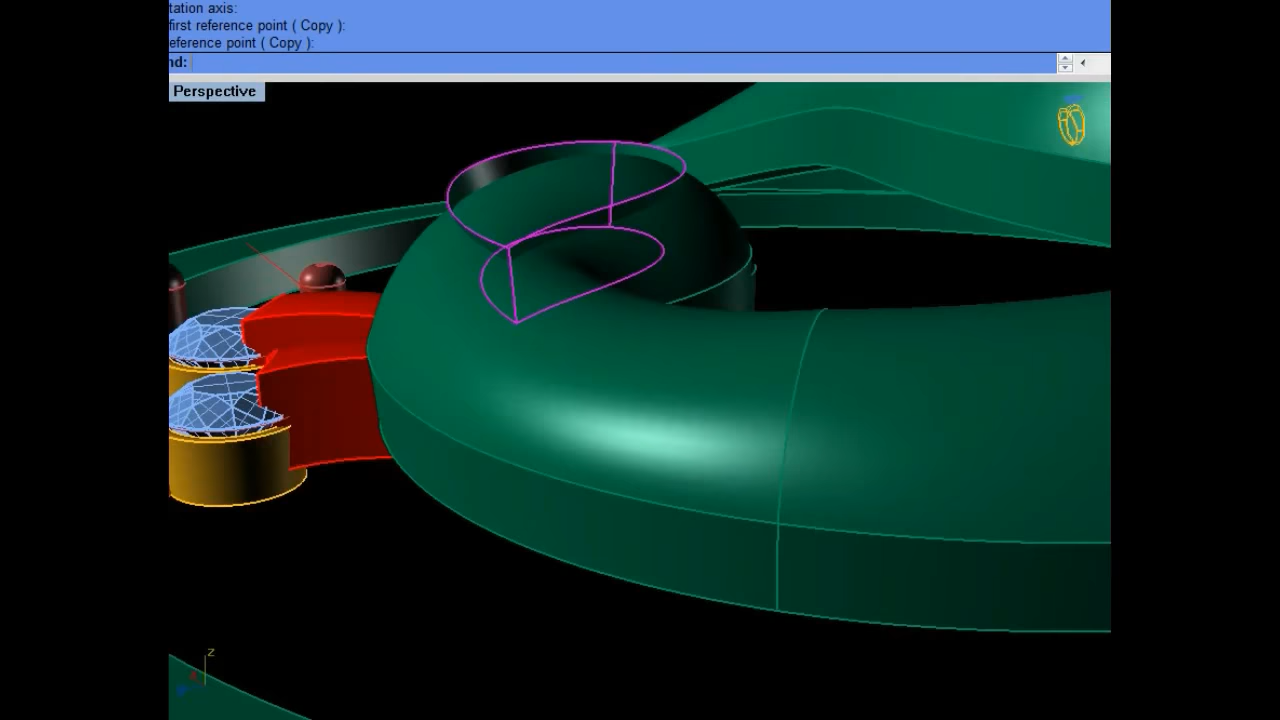 tation axis:
first reference point ( Copy ):
eference point ( Copy ):
nd:
Perspective
z